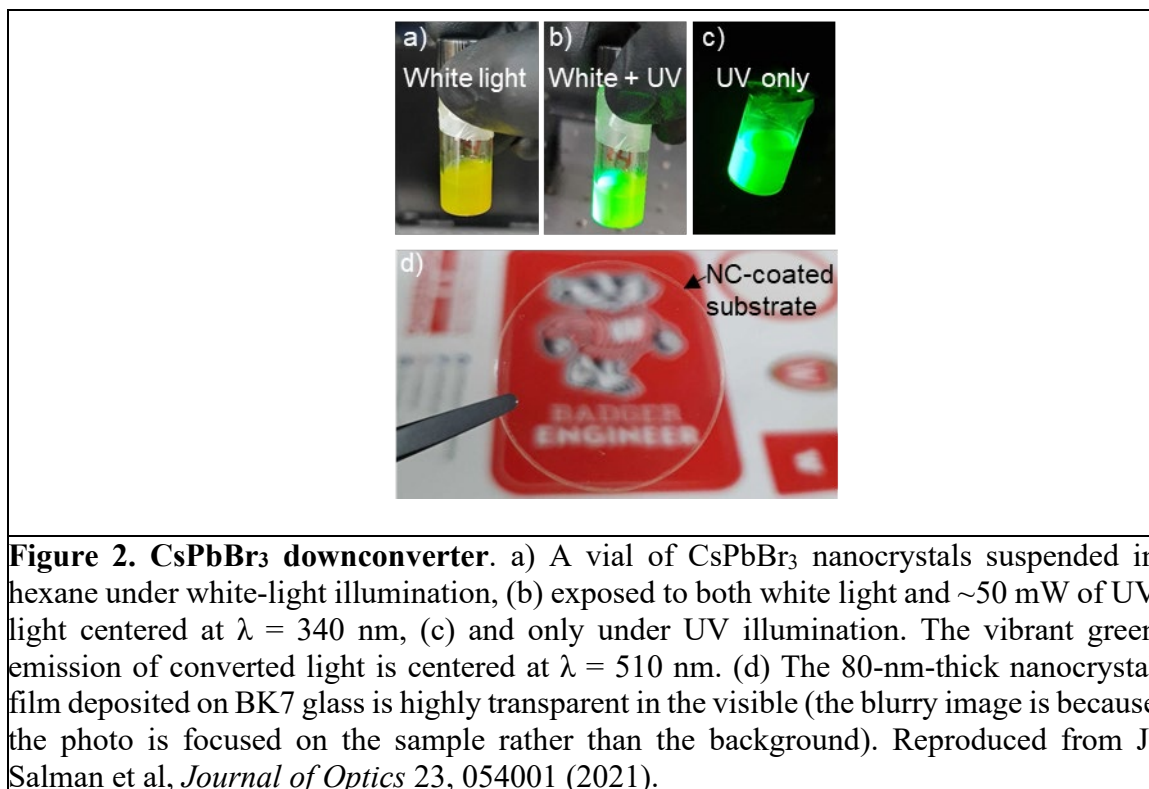 a)
White light
b)
White + UV
c)
UV only
d)
NC-coated
substrate
BADGER
ENGINEER
Figure 2. CsPbBr₃ downconverter. a) A vial of CsPbBr₃ nanocrystals suspended in
hexane under white-light illumination, (b) exposed to both white light and ~50 mW of UV
light centered at λ = 340 nm, (c) and only under UV illumination. The vibrant green
emission of converted light is centered at λ = 510 nm. (d) The 80-nm-thick nanocrystal
film deposited on BK7 glass is highly transparent in the visible (the blurry image is because
the photo is focused on the sample rather than the background). Reproduced from J.
Salman et al, Journal of Optics 23, 054001 (2021).